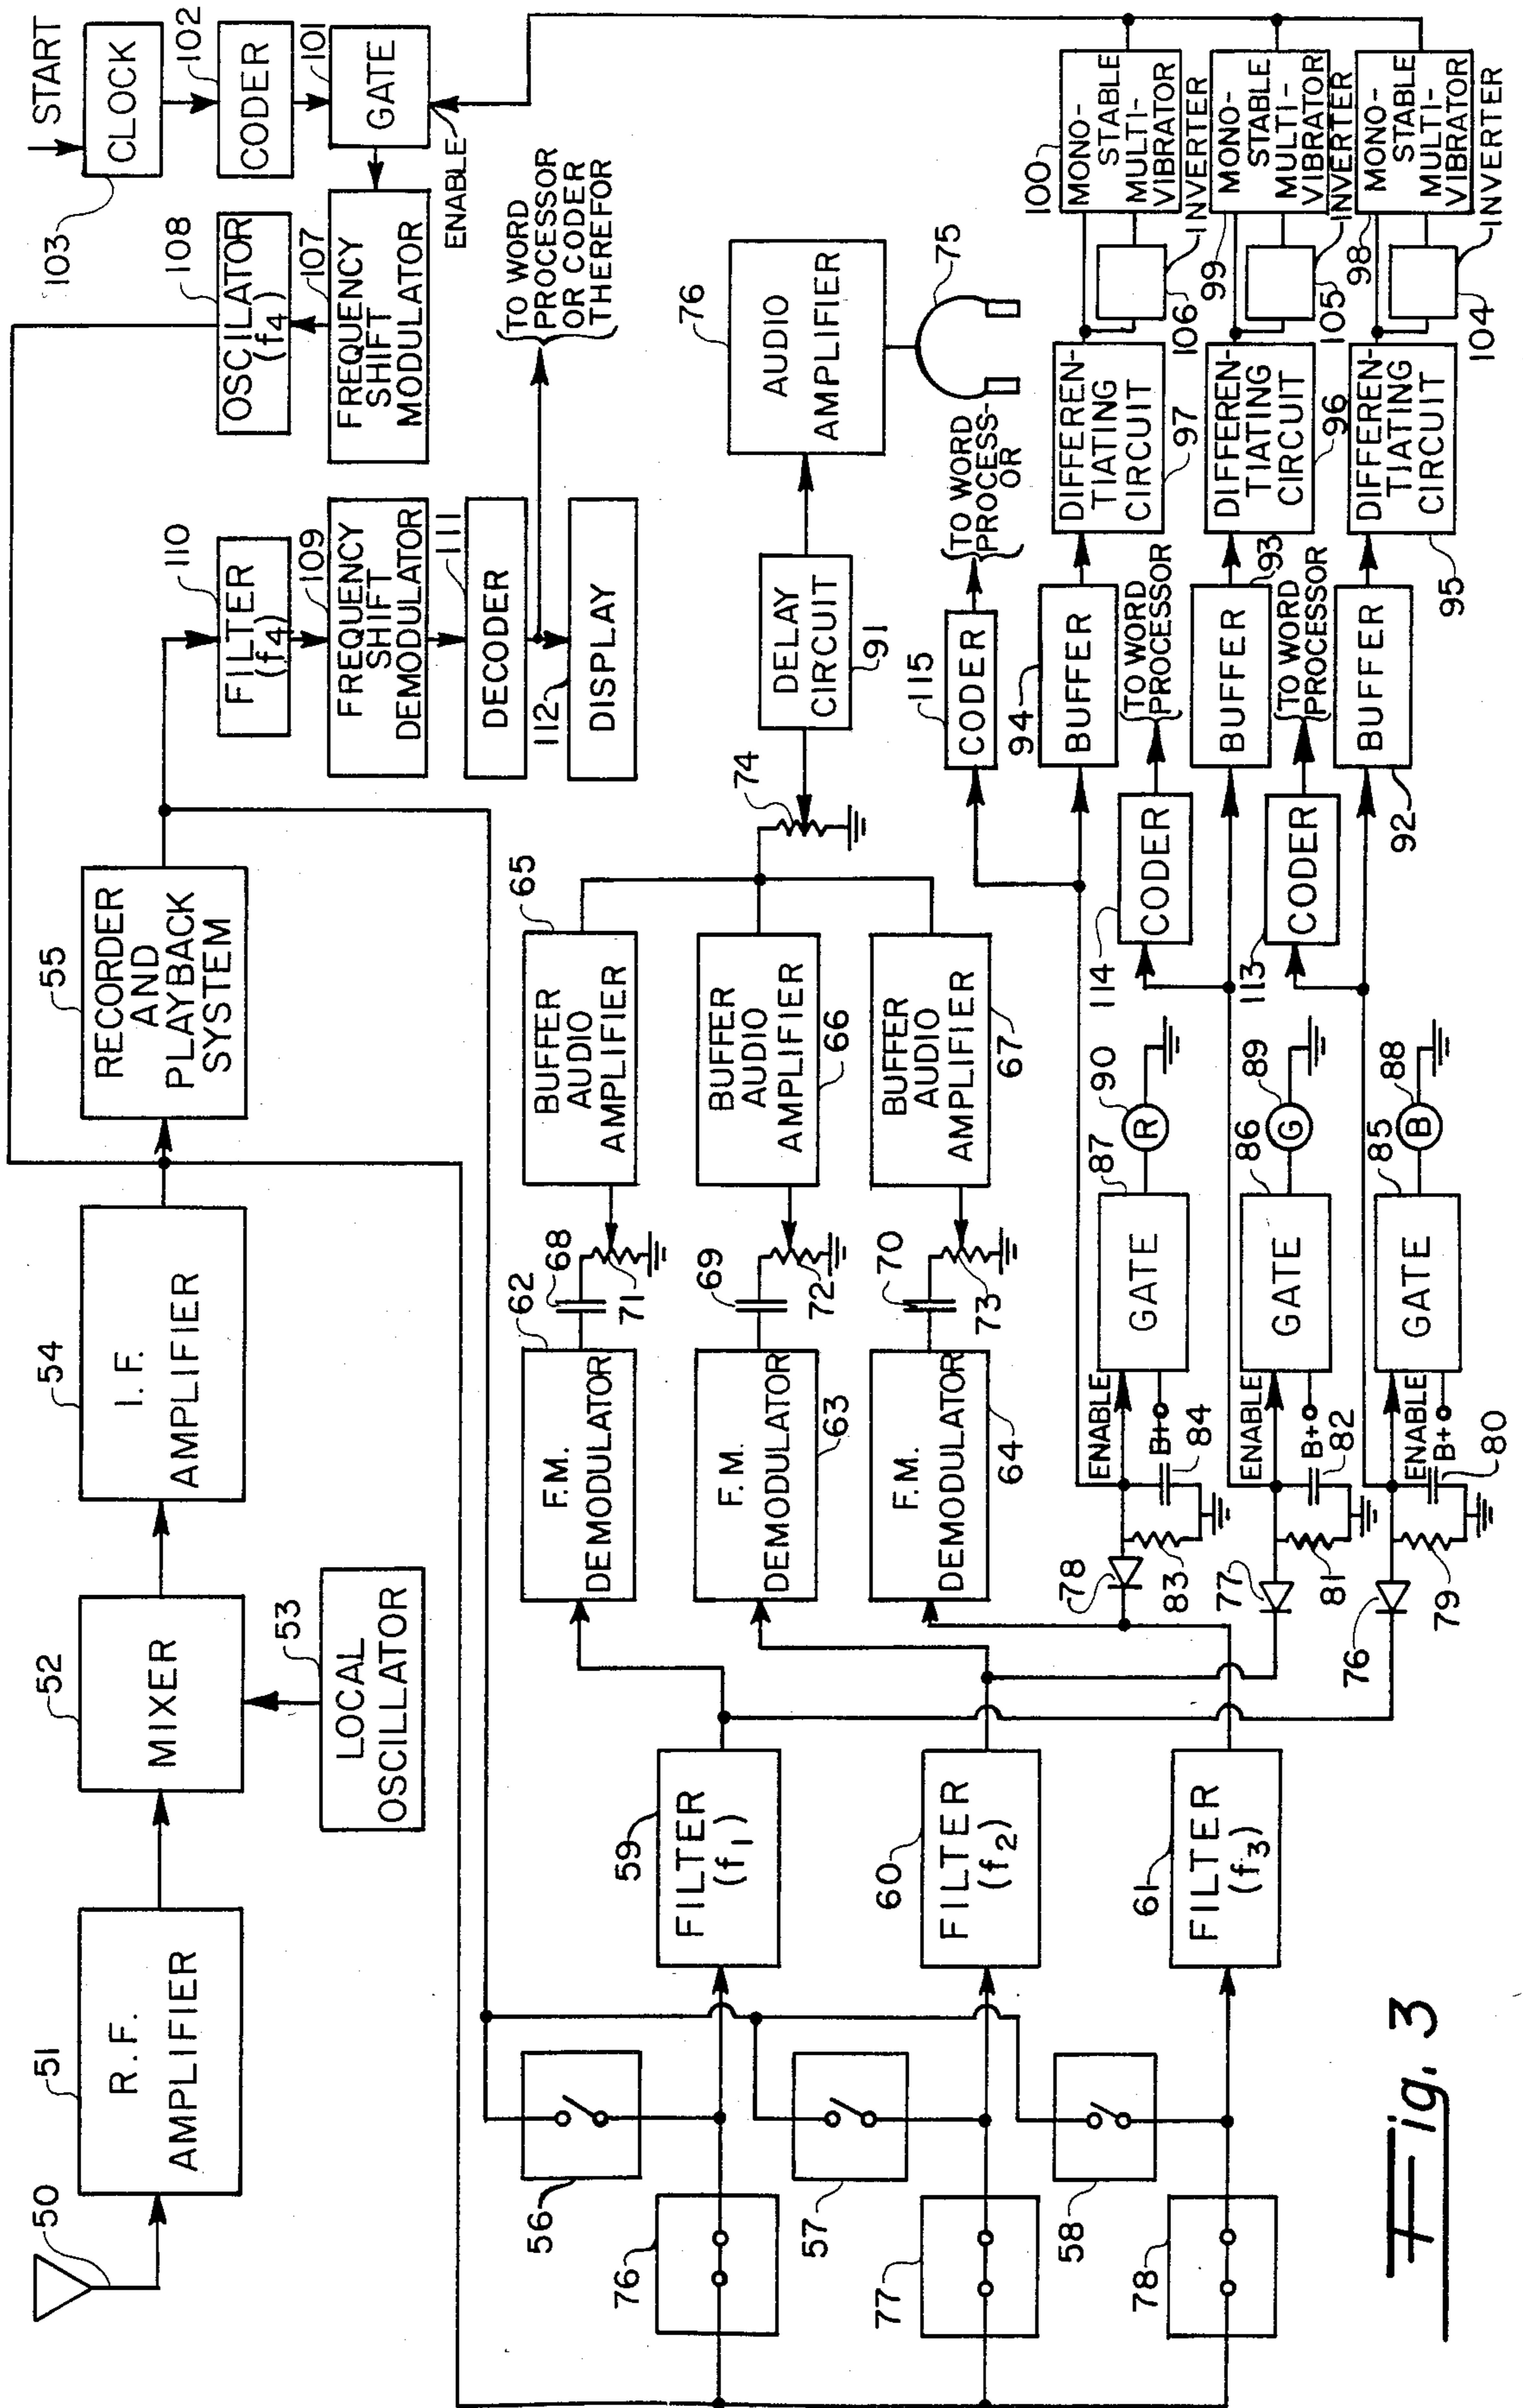 50
51
R.F.
AMPLIFIER
52
MIXER
53
LOCAL
OSCILLATOR
54
I.F.
AMPLIFIER
55
RECORDER
AND
PLAYBACK
SYSTEM
START
103
CLOCK
102
CODER
101
GATE
ENABLE
108
OSCILATOR
(f4)
107
FREQUENCY
SHIFT
MODULATOR
110
FILTER
(f4)
109
FREQUENCY
SHIFT
DEMODULATOR
111
DECODER
112
DISPLAY
TO WORD
PROCESSOR
OR CODER
THEREFOR
56
76
57
77
58
78
59
FILTER
(f1)
60
FILTER
(f2)
61
FILTER
(f3)
62
F.M.
DEMODULATOR
63
F.M.
DEMODULATOR
64
F.M.
DEMODULATOR
68
71
69
72
70
73
65
BUFFER
AUDIO
AMPLIFIER
66
BUFFER
AUDIO
AMPLIFIER
67
BUFFER
AUDIO
AMPLIFIER
74
DELAY
CIRCUIT
91
76
AUDIO
AMPLIFIER
75
78
83
84
ENABLE
B+
87
GATE
90
R
77
81
82
ENABLE
B+
86
GATE
89
G
76
79
80
ENABLE
B+
85
GATE
88
B
115
CODER
TO WORD
PROCESS-
OR
114
CODER
TO WORD
PROCESSOR
113
CODER
TO WORD
PROCESSOR
94
BUFFER
93
BUFFER
92
BUFFER
DIFFEREN-
TIATING
CIRCUIT
97
DIFFEREN-
TIATING
CIRCUIT
96
DIFFEREN-
TIATING
CIRCUIT
95
100
MONO-
STABLE
MULTI-
VIBRATOR
INVERTER
106
99
MONO-
STABLE
MULTI-
VIBRATOR
INVERTER
105
98
MONO-
STABLE
MULTI-
VIBRATOR
INVERTER
104
Fig. 3